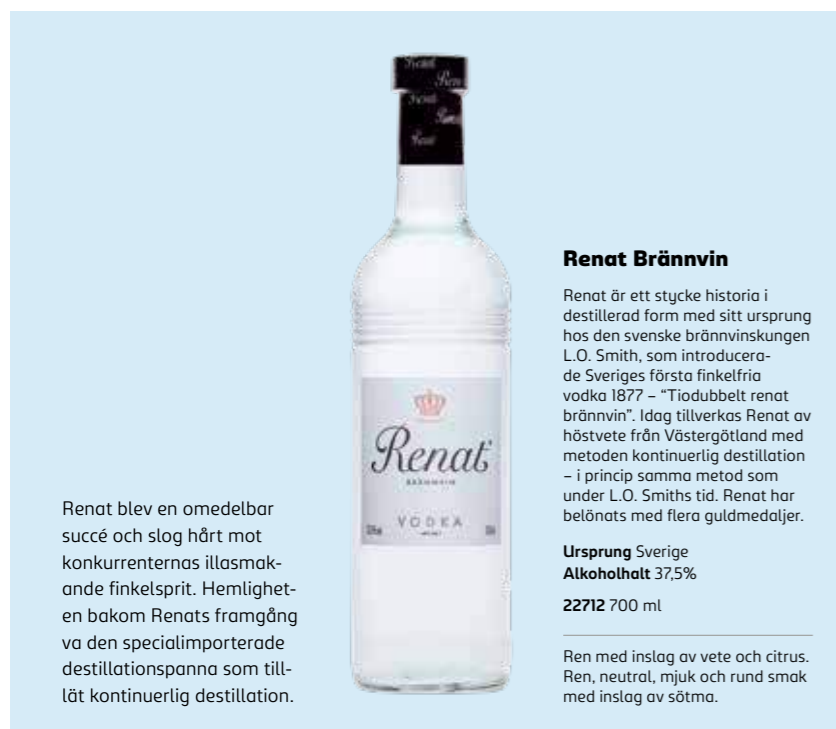 Renat
Ren
Renat
Renat
BRÄNNVIN
VODKA
Renat blev en omedelbar
succé och slog hårt mot
konkurrenternas illasmak-
ande finkelsprit. Hemlighet-
en bakom Renats framgång
va den specialimporterade
destillationspanna som till-
lät kontinuerlig destillation.
Renat Brännvin
Renat är ett stycke historia i
destillerad form med sitt ursprung
hos den svenske brännvinskungen
L.O. Smith, som introducera-
de Sveriges första finkelfria
vodka 1877 – “Tiodubbelt renat
brännvin”. Idag tillverkas Renat av
höstvete från Västergötland med
metoden kontinuerlig destillation
– i princip samma metod som
under L.O. Smiths tid. Renat har
belönats med flera guldmedaljer.
Ursprung Sverige
Alkoholhalt 37,5%
22712 700 ml
Ren med inslag av vete och citrus.
Ren, neutral, mjuk och rund smak
med inslag av sötma.